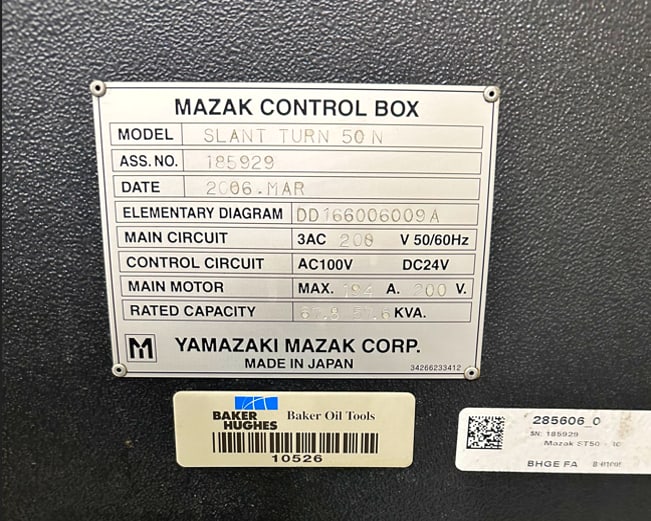 MAZAK CONTROL BOX
MODEL SLANT TURN 50 N
ASS. NO. 185929
DATE 2006.MAR
ELEMENTARY DIAGRAM DD166006009A
MAIN CIRCUIT 3AC 200 V 50/60Hz
CONTROL CIRCUIT AC100V DC24V
MAIN MOTOR MAX. 194 A. 200 V.
RATED CAPACITY KVA.
M YAMAZAKI MAZAK CORP.
MADE IN JAPAN 34266233412
BAKER HUGHES Baker Oil Tools
10526
285606_0
SN: 185929
Mazak ST50
BHGE FA